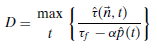 D = max_t { τ̂(n⃗, t) / (τ_f − αp̂(t)) }